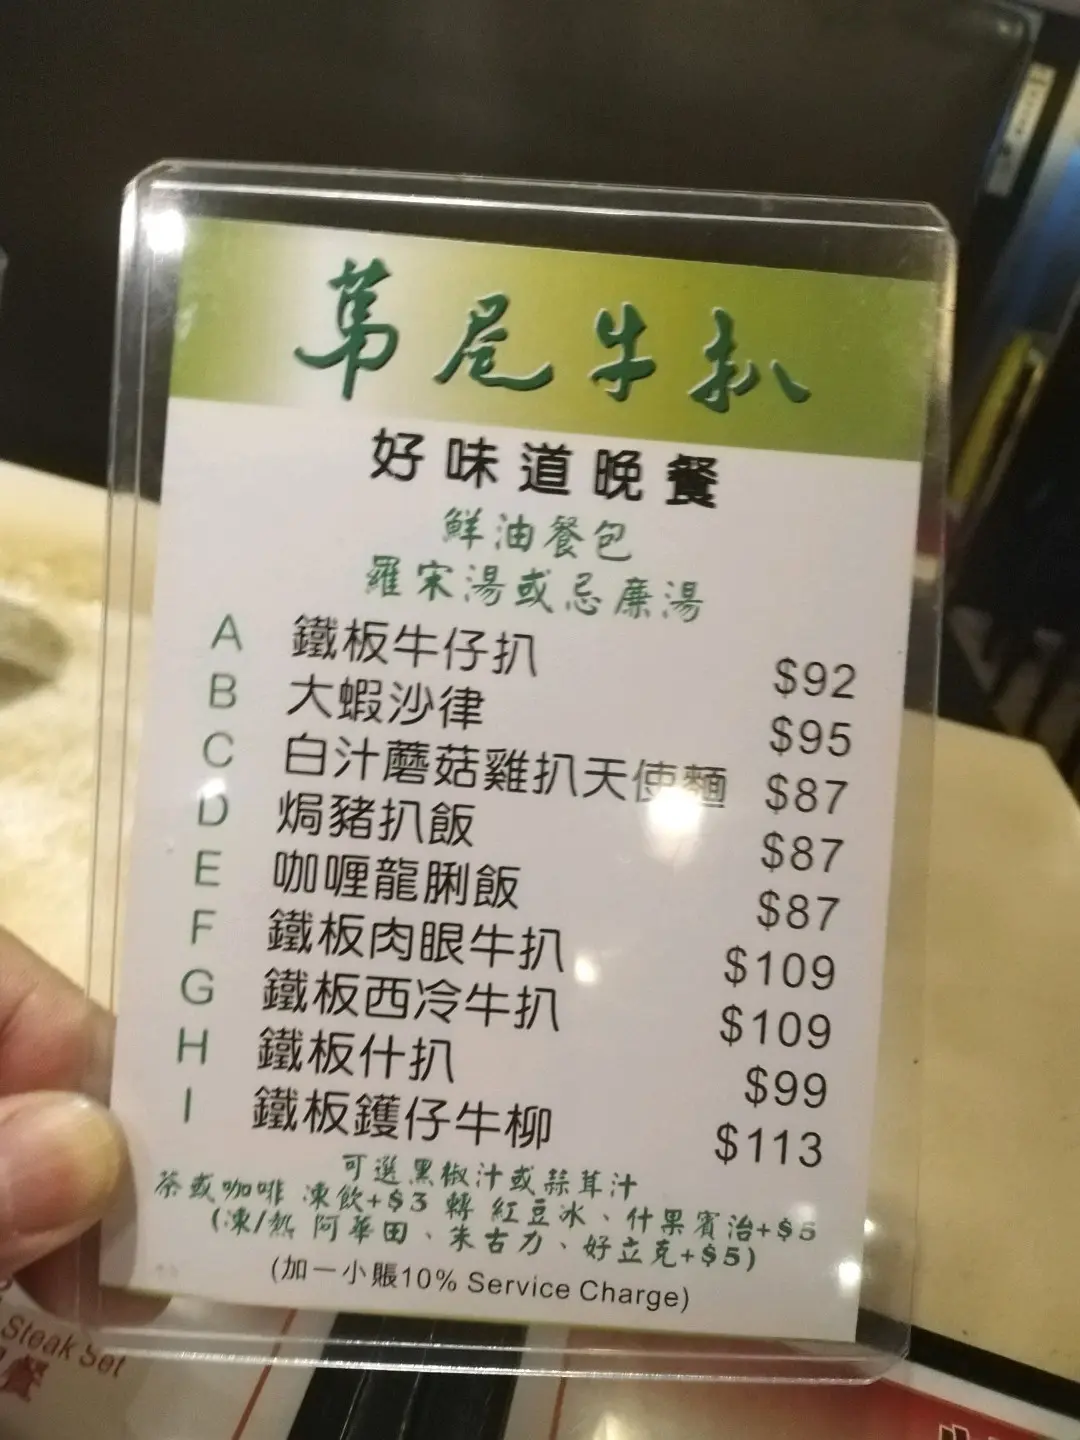 萬尼牛扒
好味道晚餐
鮮油餐包
羅宋湯或忌廉湯
A 鐵板牛仔扒 $92
B 大蝦沙律 $95
C 白汁蘑菇雞扒天使麵 $87
D 焗豬扒飯 $87
E 咖喱龍脷飯 $87
F 鐵板肉眼牛扒 $109
G 鐵板西冷牛扒 $109
H 鐵板什扒 $99
I 鐵板鑊仔牛柳 $113
可選黑椒汁或蒜茸汁
茶或咖啡 凍飲+$3 轉 紅豆冰、什果賓治+$5
(凍/熱 阿華田、朱古力、好立克+$5)
(加一小賬10% Service Charge)
Steak Set
餐